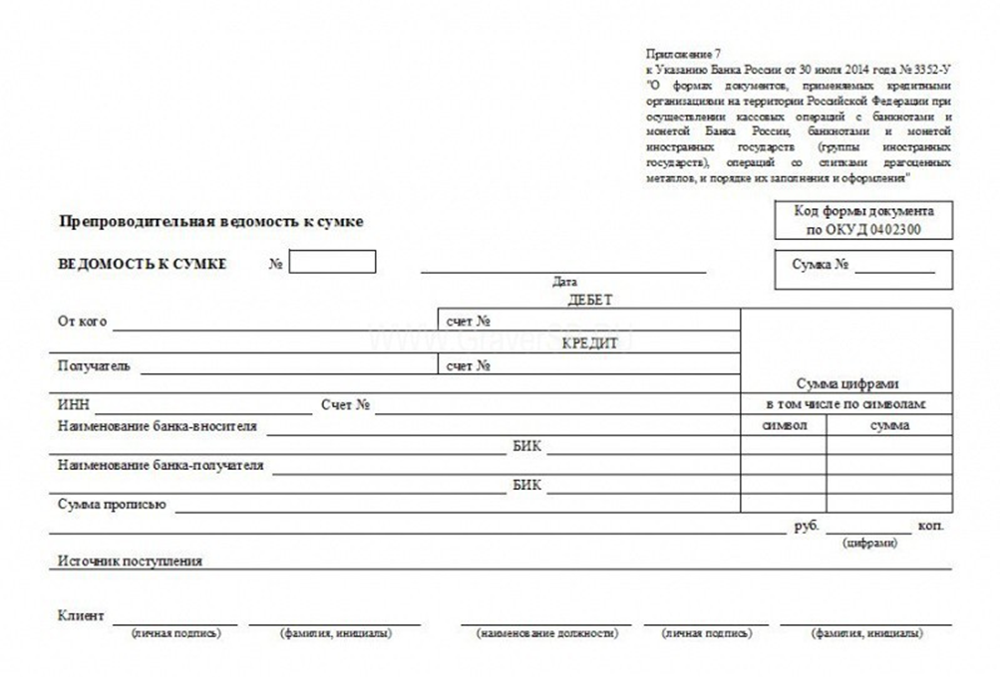 Приложение 7
к Указанию Банка России от 30 июля 2014 года № 3352-У
"О формах документов, применяемых кредитными
организациями на территории Российской Федерации при
осуществлении кассовых операций с банкнотами и
монетой Банка России, банкнотами и монетой
иностранных государств (группы иностранных
государств), операций со слитками драгоценных
металлов, и порядке их заполнения и оформления"
Препроводительная ведомость к сумке
Код формы документа
по ОКУД 0402300
ВЕДОМОСТЬ К СУМКЕ №
Сумка №
Дата
ДЕБЕТ
От кого счет №
КРЕДИТ
Получатель счет №
Сумма цифрами
ИНН Счет № в том числе по символам:
Наименование банка-вносителя символ сумма
БИК
Наименование банка-получателя
БИК
Сумма прописью
руб. коп.
(цифрами)
Источник поступления
Клиент
(личная подпись) (фамилия, инициалы) (наименование должности) (личная подпись) (фамилия, инициалы)